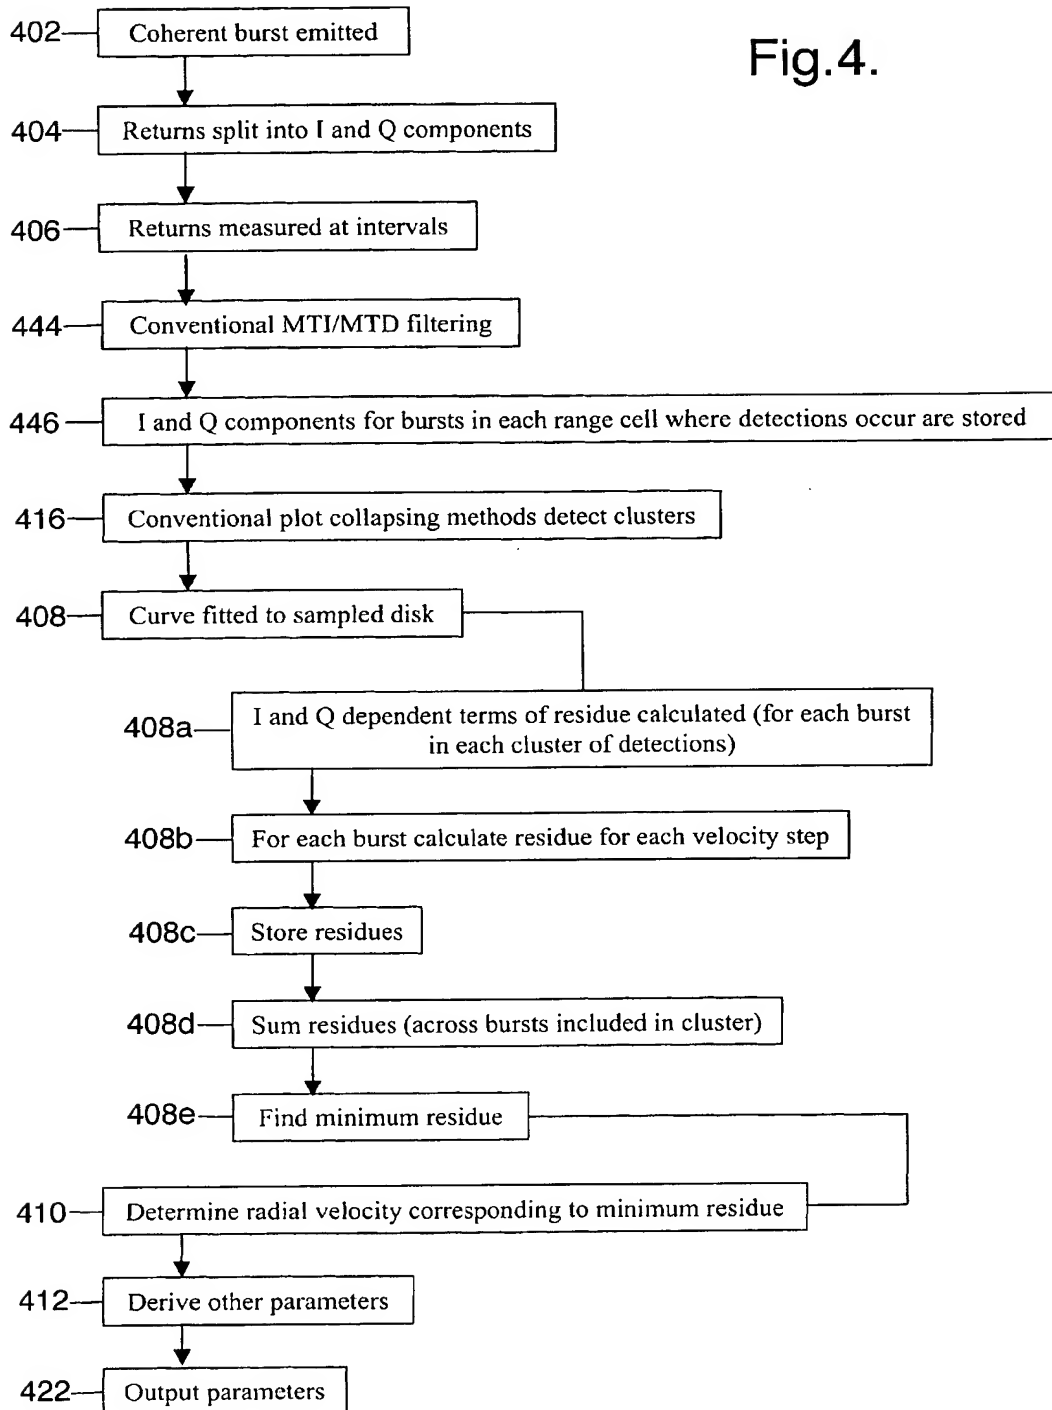 Fig.4.
402 Coherent burst emitted
404 Returns split into I and Q components
406 Returns measured at intervals
444 Conventional MTI/MTD filtering
446 I and Q components for bursts in each range cell where detections occur are stored
416 Conventional plot collapsing methods detect clusters
408 Curve fitted to sampled disk
408a I and Q dependent terms of residue calculated (for each burst
in each cluster of detections)
408b For each burst calculate residue for each velocity step
408c Store residues
408d Sum residues (across bursts included in cluster)
408e Find minimum residue
410 Determine radial velocity corresponding to minimum residue
412 Derive other parameters
422 Output parameters